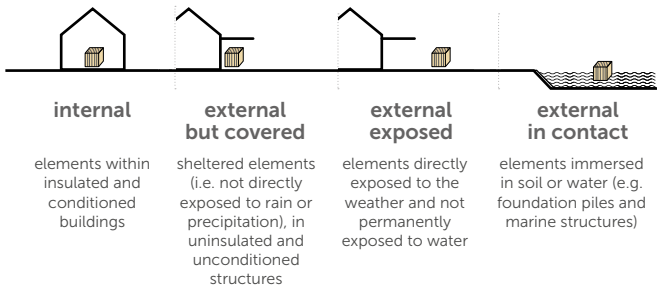 internal
elements within
insulated and
conditioned
buildings
external
but covered
sheltered elements
(i.e. not directly
exposed to rain or
precipitation), in
uninsulated and
unconditioned
structures
external
exposed
elements directly
exposed to the
weather and not
permanently
exposed to water
external
in contact
elements immersed
in soil or water (e.g.
foundation piles and
marine structures)